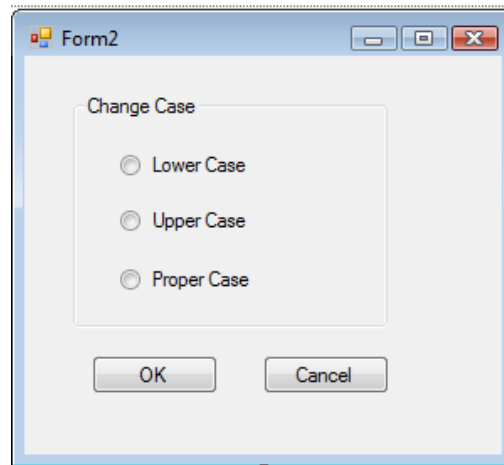 Form2
Change Case
Lower Case
Upper Case
Proper Case
OK Cancel